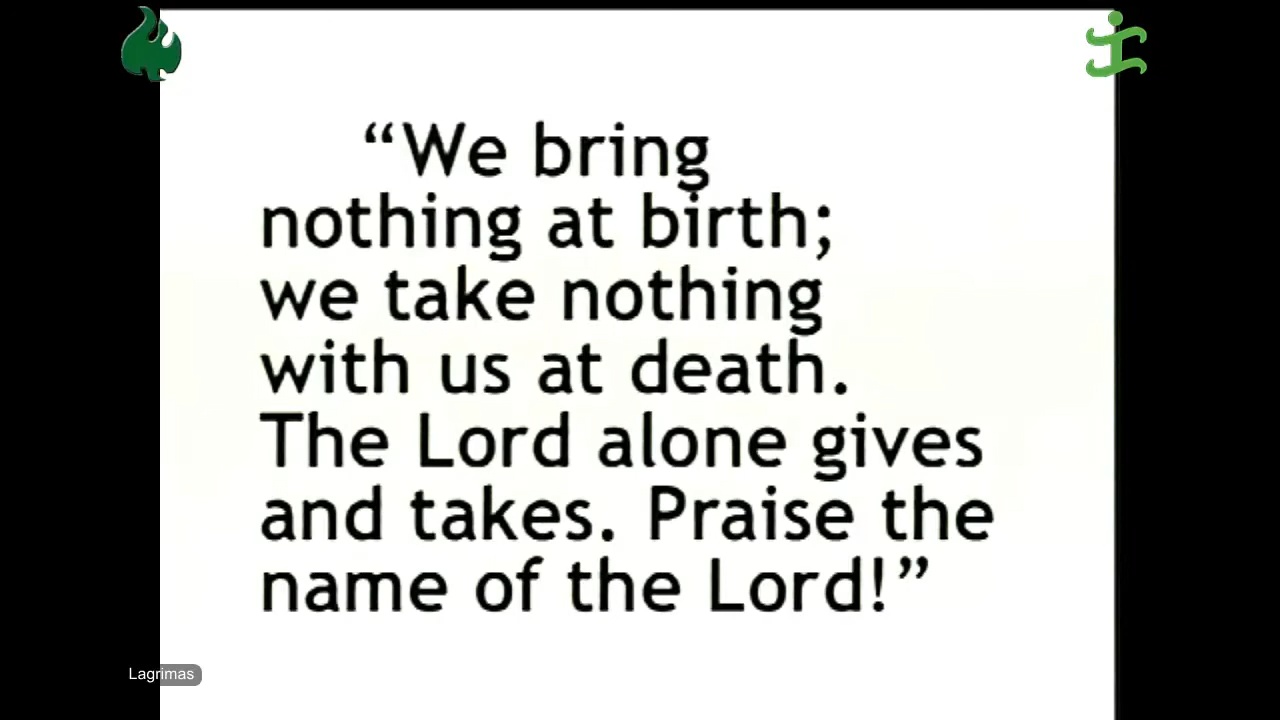 “We bring
nothing at birth;
we take nothing
with us at death.
The Lord alone gives
and takes. Praise the
name of the Lord!”
Lagrimas